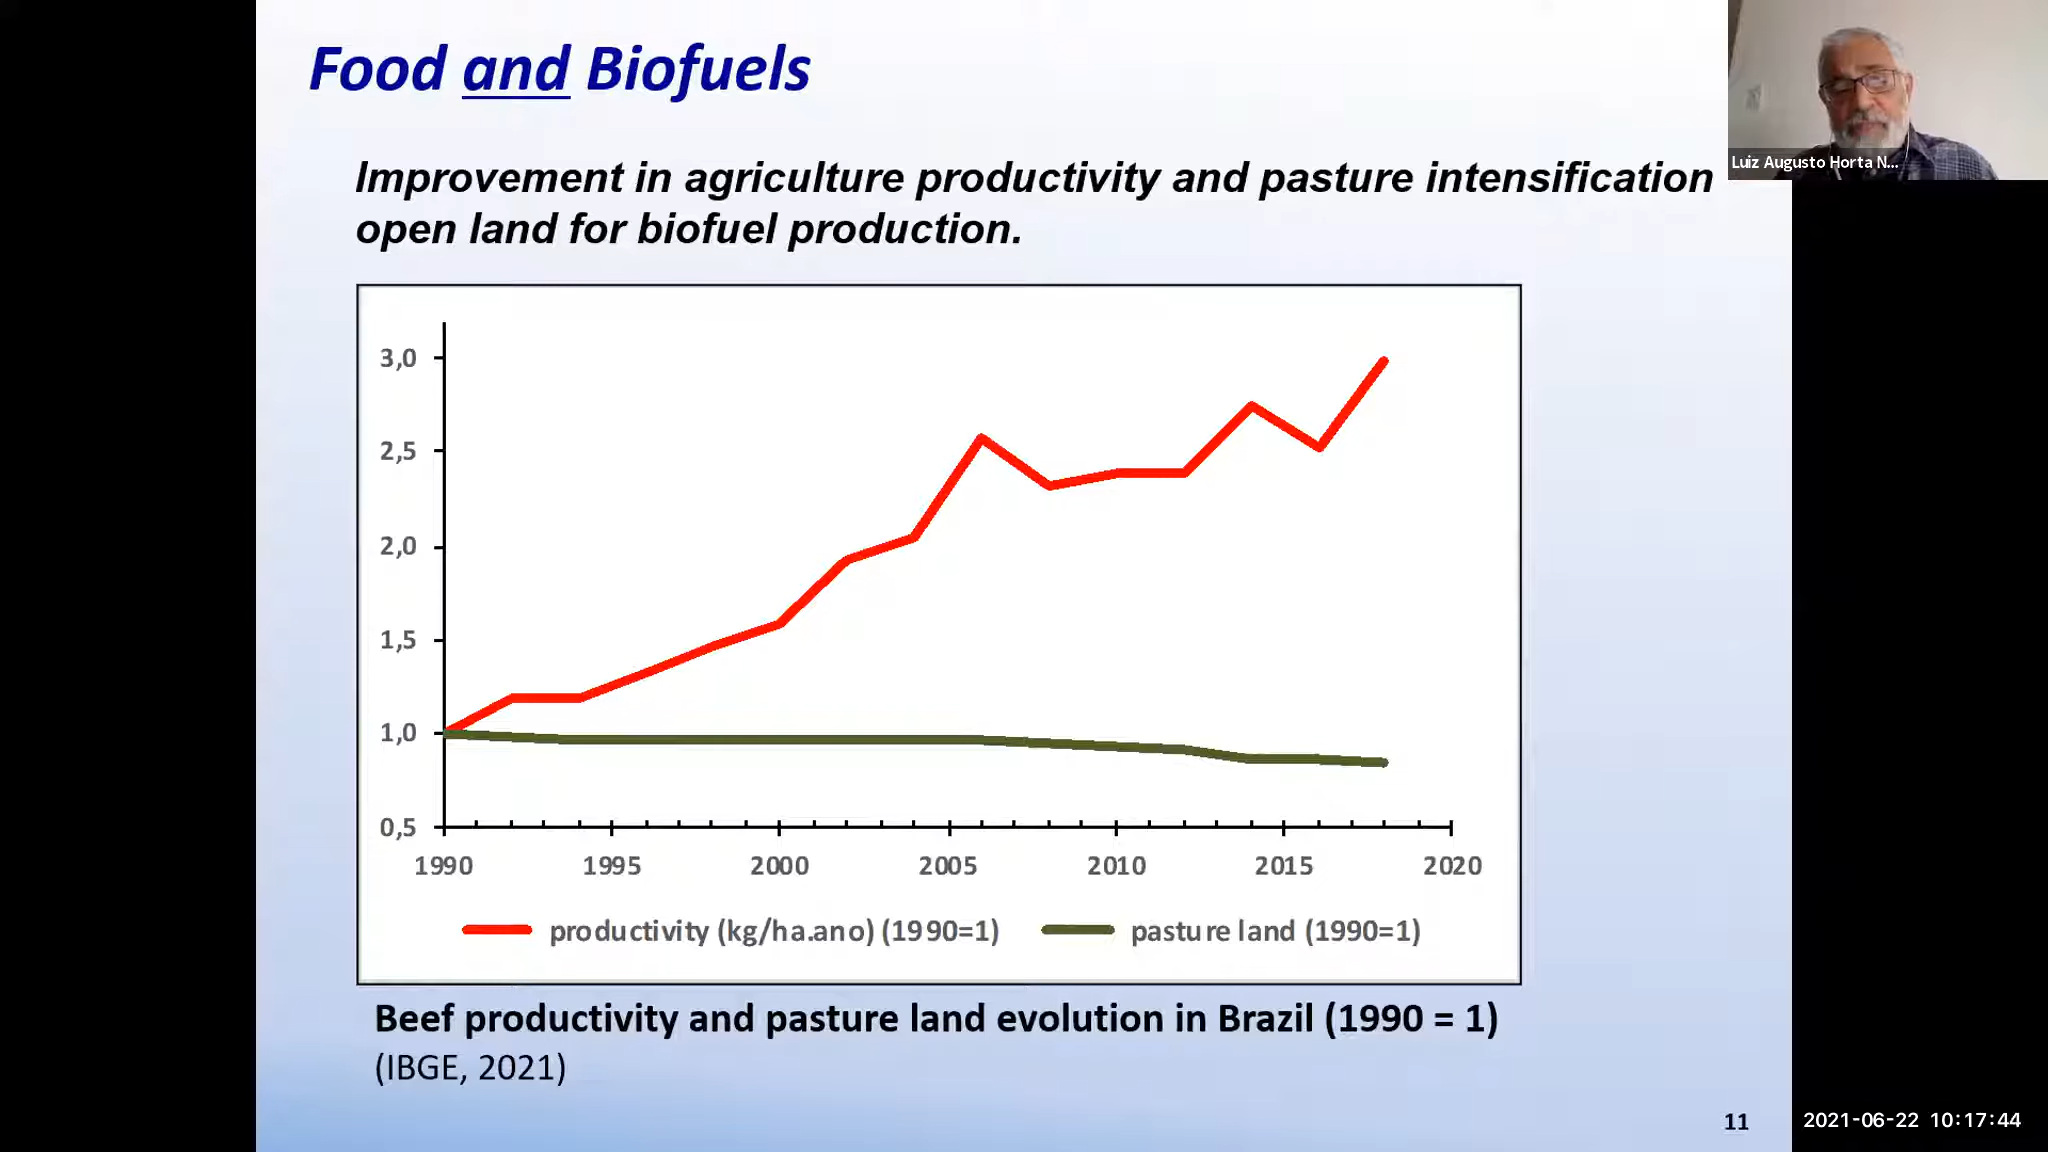 Food and Biofuels
Luiz Augusto Horta N...
Improvement in agriculture productivity and pasture intensification
open land for biofuel production.
3,0
2,5
2,0
1,5
1,0
0,5
1990 1995 2000 2005 2010 2015 2020
productivity (kg/ha.ano) (1990=1) pasture land (1990=1)
Beef productivity and pasture land evolution in Brazil (1990 = 1)
(IBGE, 2021)
11
2021-06-22 10:17:44